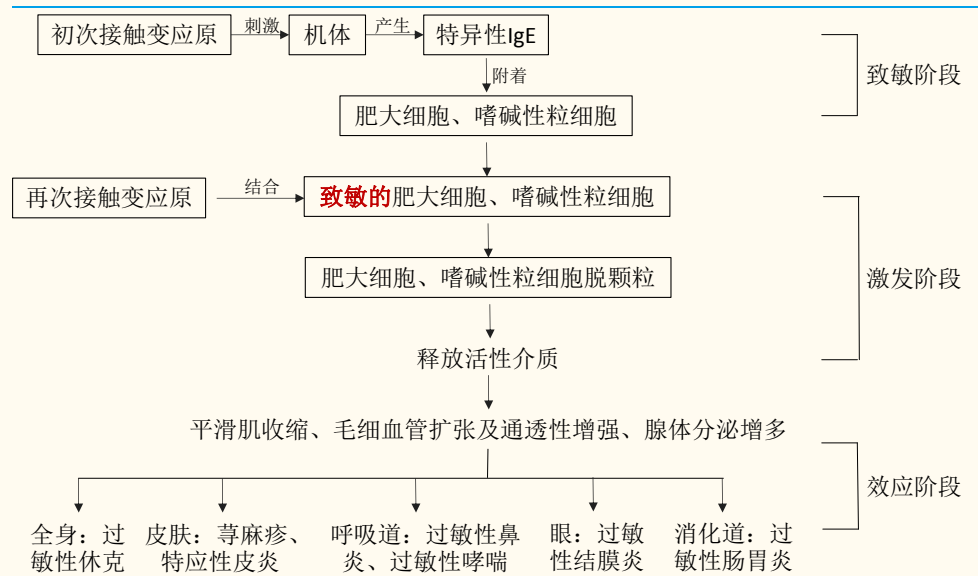 初次接触变应原
刺激
机体
产生
特异性IgE
附着
致敏阶段
肥大细胞、嗜碱性粒细胞
再次接触变应原
结合
致敏的肥大细胞、嗜碱性粒细胞
肥大细胞、嗜碱性粒细胞脱颗粒
激发阶段
释放活性介质
平滑肌收缩、毛细血管扩张及通透性增强、腺体分泌增多
效应阶段
全身：过
敏性休克
皮肤：荨麻疹、
特应性皮炎
呼吸道：过敏性鼻
炎、过敏性哮喘
眼：过敏
性结膜炎
消化道：过
敏性肠胃炎